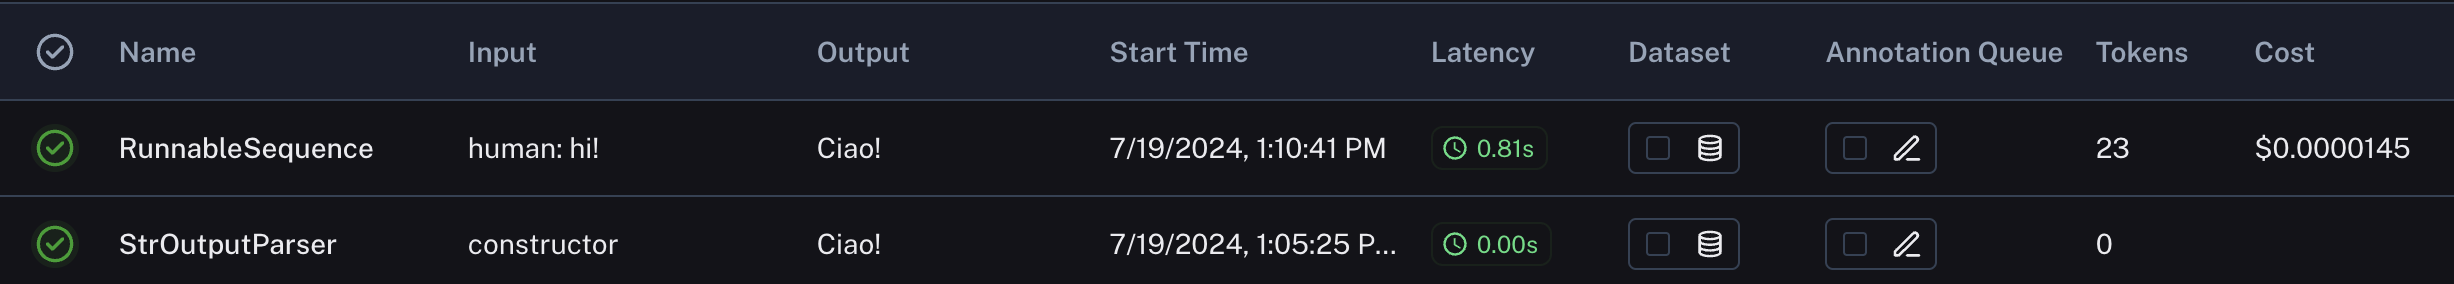 Name Input Output Start Time Latency Dataset Annotation Queue Tokens Cost
RunnableSequence human: hi! Ciao! 7/19/2024, 1:10:41 PM 0.81s 23 $0.0000145
StrOutputParser constructor Ciao! 7/19/2024, 1:05:25 P... 0.00s 0